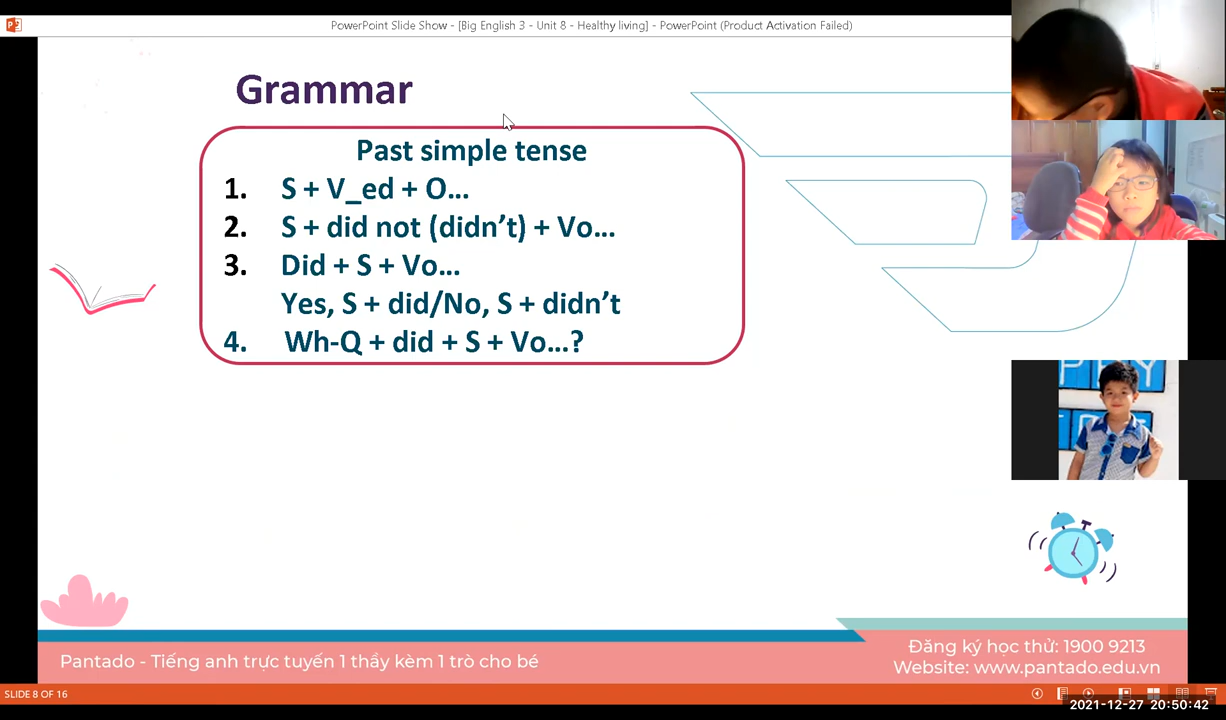 PowerPoint Slide Show - [Big English 3 - Unit 8 - Healthy living] - PowerPoint (Product Activation Failed)
Grammar
Past simple tense
1. S + V_ed + O...
2. S + did not (didn't) + Vo...
3. Did + S + Vo...
Yes, S + did/No, S + didn't
4. Wh-Q + did + S + Vo...?
Pantado - Tiếng anh trực tuyến 1 thầy kèm 1 trò cho bé
Đăng ký học thử: 1900 9213
Website: www.pantado.edu.vn
SLIDE 8 OF 16
2021-12-27 20:50:42